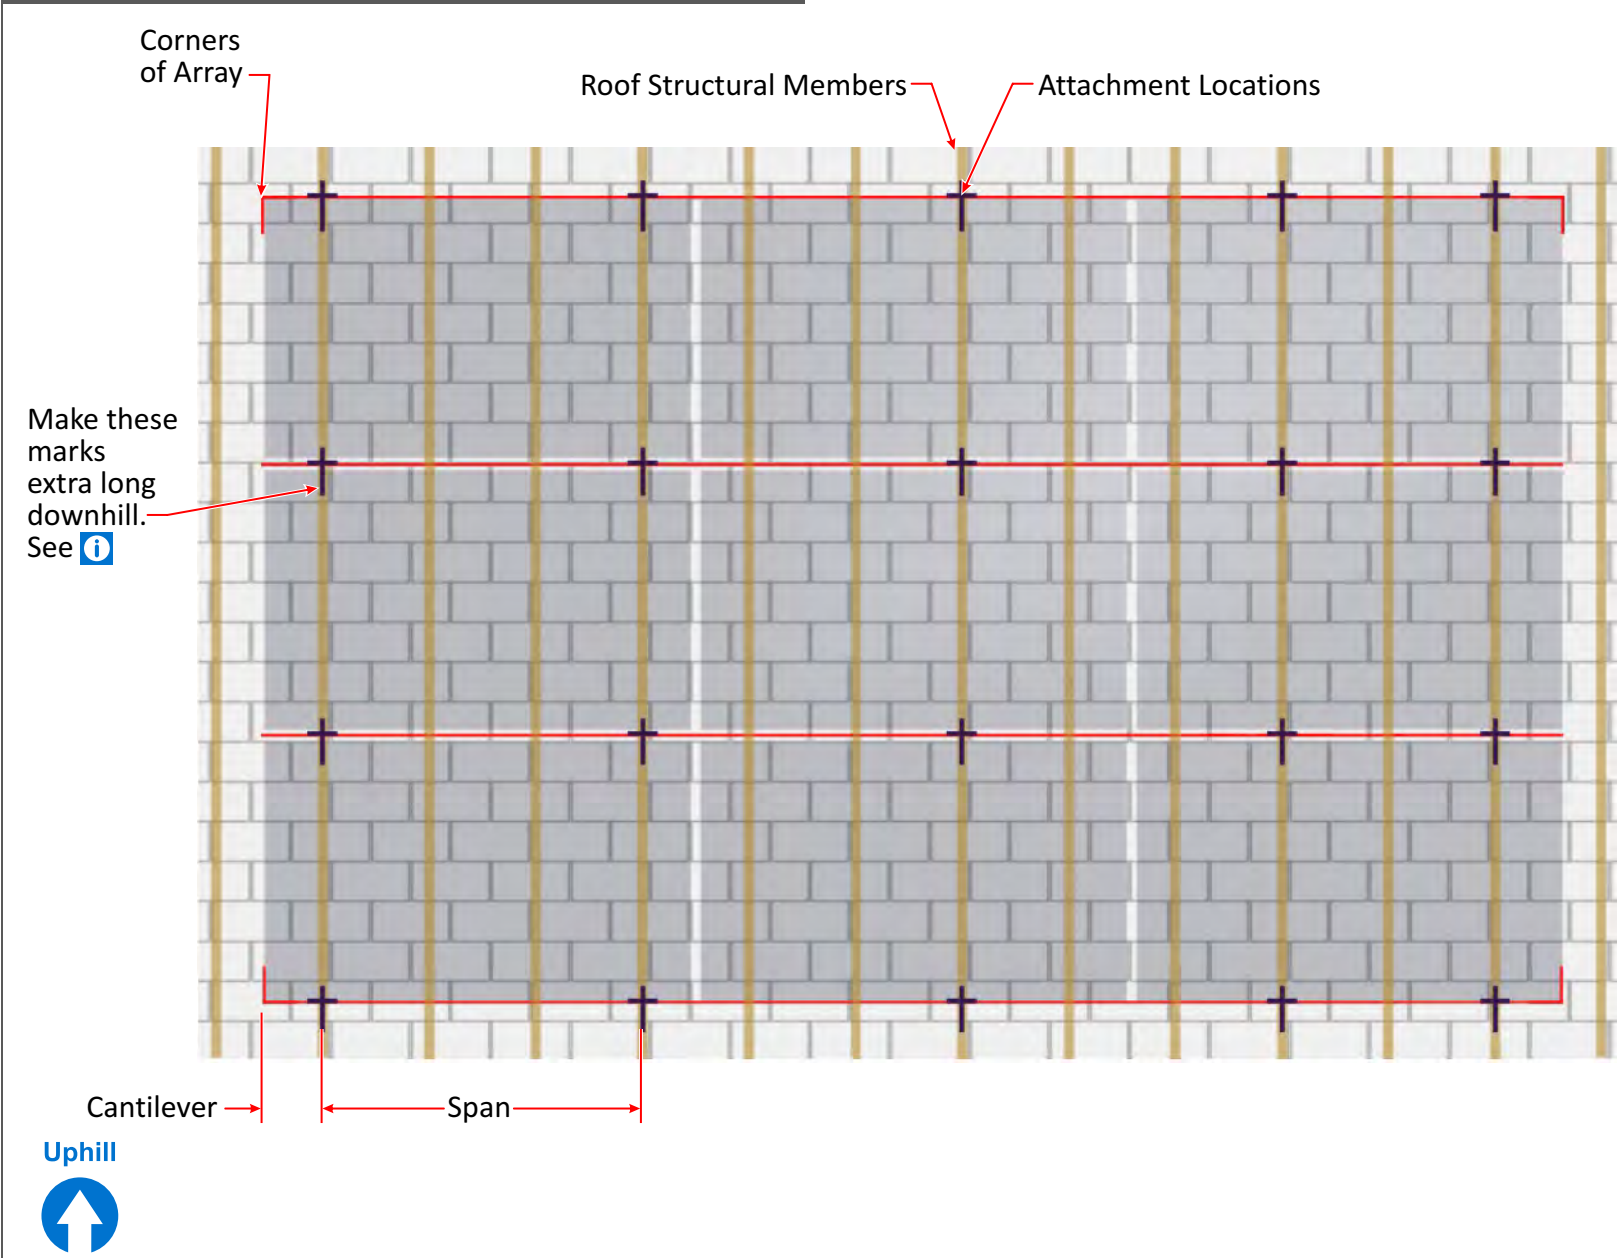 Corners
of Array
Roof Structural Members
Attachment Locations
Make these
marks
extra long
downhill.
See i
Cantilever
Span
Uphill